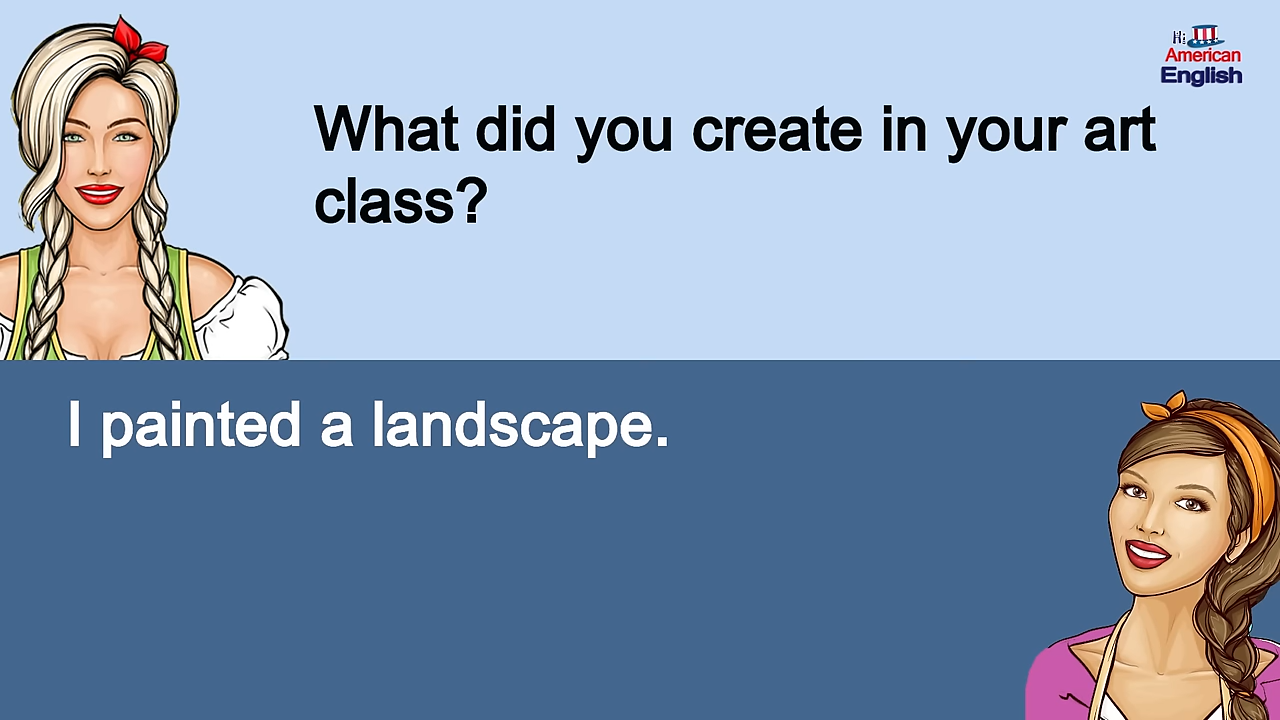 Hi
American
English
What did you create in your art
class?
I painted a landscape.